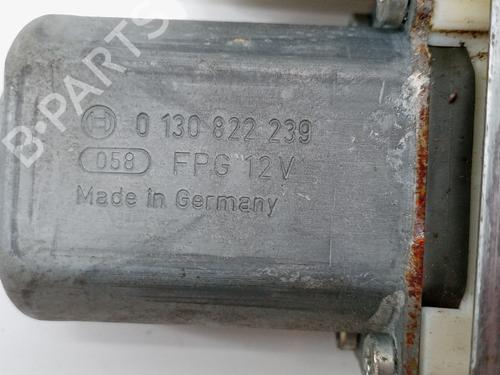 B-PARTS
0 130 822 239
058 FPG 12V
Made in Germany